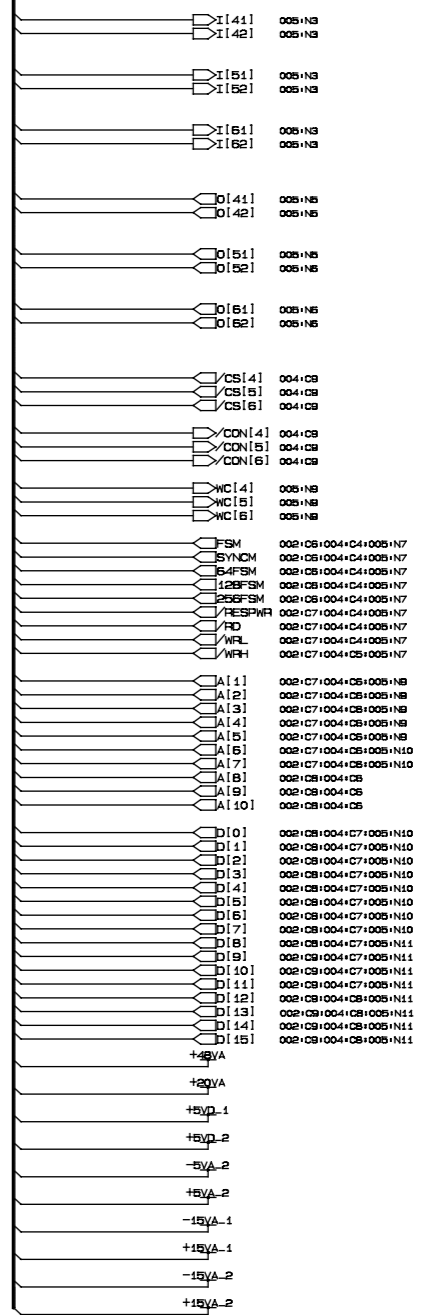 I[41] 005:N3
I[42] 005:N3
I[51] 005:N3
I[52] 005:N3
I[61] 005:N3
I[62] 005:N3
O[41] 005:N5
O[42] 005:N5
O[51] 005:N5
O[52] 005:N6
O[61] 005:N6
O[62] 005:N6
/CS[4] 004:C9
/CS[5] 004:C9
/CS[6] 004:C9
/CON[4] 004:C9
/CON[5] 004:C9
/CON[6] 004:C9
WC[4] 005:N9
WC[5] 005:N9
WC[6] 005:N9
FSM 002:C6:004:C4:005:N7
SYNCM 002:C6:004:C4:005:N7
64FSM 002:C6:004:C4:005:N7
128FSM 002:C6:004:C4:005:N7
256FSM 002:C6:004:C4:005:N7
/RESPWR 002:C7:004:C4:005:N7
/RD 002:C7:004:C4:005:N7
/WRL 002:C7:004:C4:005:N7
/WRH 002:C7:004:C5:005:N7
A[1] 002:C7:004:C6:005:N9
A[2] 002:C7:004:C6:005:N9
A[3] 002:C7:004:C6:005:N9
A[4] 002:C7:004:C6:005:N9
A[5] 002:C7:004:C6:005:N9
A[6] 002:C7:004:C6:005:N10
A[7] 002:C7:004:C6:005:N10
A[8] 002:C8:004:C6
A[9] 002:C8:004:C6
A[10] 002:C8:004:C6
D[0] 002:C8:004:C7:005:N10
D[1] 002:C8:004:C7:005:N10
D[2] 002:C8:004:C7:005:N10
D[3] 002:C8:004:C7:005:N10
D[4] 002:C8:004:C7:005:N10
D[5] 002:C8:004:C7:005:N10
D[6] 002:C8:004:C7:005:N10
D[7] 002:C8:004:C7:005:N10
D[8] 002:C8:004:C7:005:N11
D[9] 002:C9:004:C7:005:N11
D[10] 002:C9:004:C7:005:N11
D[11] 002:C9:004:C7:005:N11
D[12] 002:C9:004:C8:005:N11
D[13] 002:C9:004:C8:005:N11
D[14] 002:C9:004:C8:005:N11
D[15] 002:C9:004:C8:005:N11
+48VA
+20VA
+5VD_1
+5VD_2
-5VA_2
+5VA_2
-15VA_1
+15VA_1
-15VA_2
+15VA_2